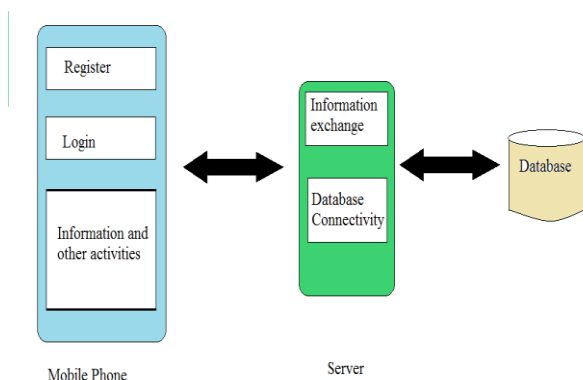 Register
Login
Information and
other activities
Mobile Phone
Information
exchange
Database
Connectivity
Server
Database